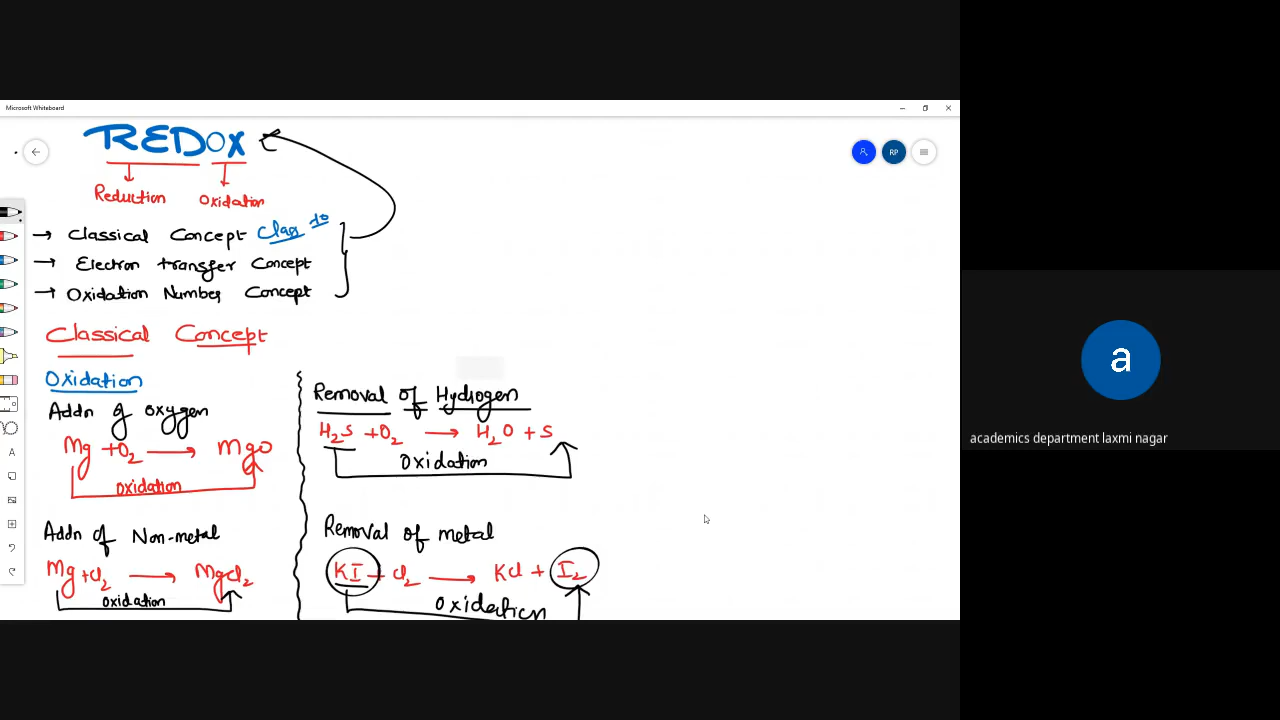 Microsoft Whiteboard
REDOX
RP
Reduction Oxidation
→ Classical Concept Class 10
→ Electron transfer Concept
→ Oxidation Number Concept
Classical Concept
Oxidation
Addn of oxygen
Mg + O2 → MgO
oxidation
Addn of Non-metal
Mg + Cl2 → MgCl2
oxidation
Removal of Hydrogen
H2S + O2 → H2O + S
Oxidation
Removal of metal
KI + Cl2 → KCl + I2
Oxidation
a
academics department laxmi nagar